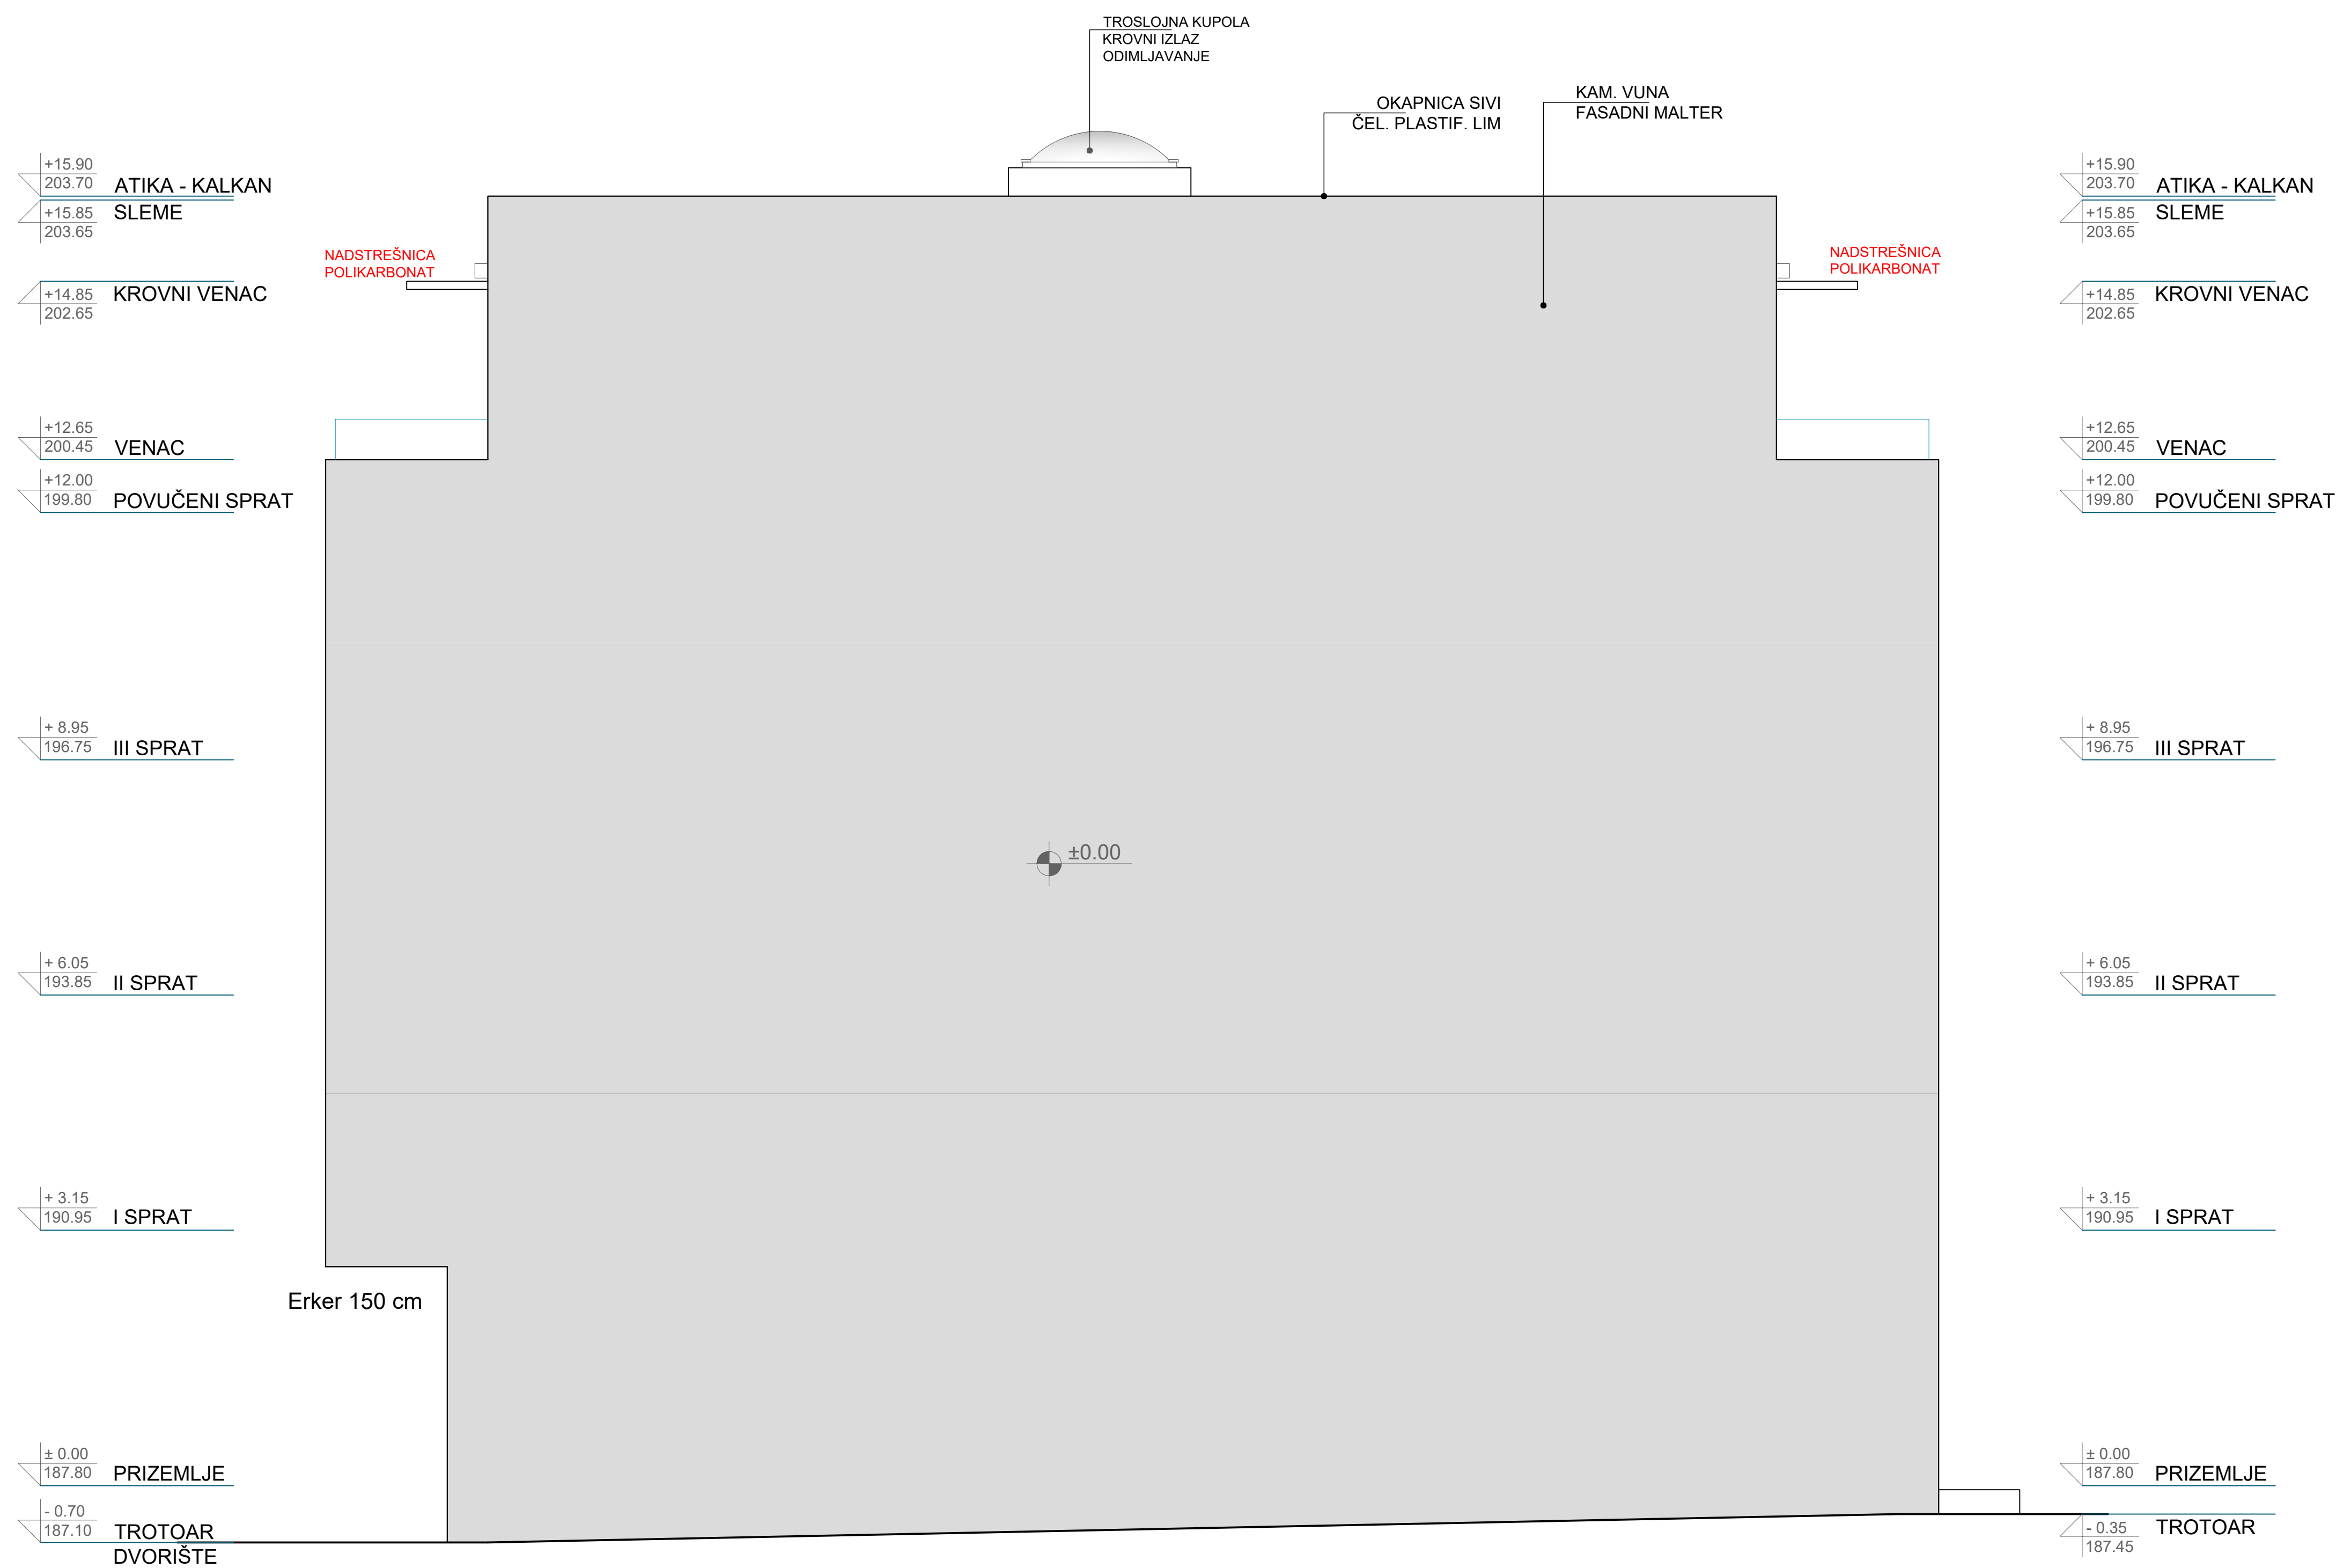 TROSLOJNA KUPOLA
KROVNI IZLAZ
ODIMLJAVANJE
OKAPNICA SIVI
ČEL. PLASTIF. LIM
KAM. VUNA
FASADNI MALTER
+15.90
203.70
ATIKA - KALKAN
+15.85
203.65
SLEME
NADSTREŠNICA
POLIKARBONAT
+14.85
202.65
KROVNI VENAC
+12.65
200.45
VENAC
+12.00
199.80
POVUČENI SPRAT
+ 8.95
196.75
III SPRAT
+ 6.05
193.85
II SPRAT
+ 3.15
190.95
I SPRAT
Erker 150 cm
± 0.00
187.80
PRIZEMLJE
- 0.70
187.10
TROTOAR
DVORIŠTE
±0.00
+15.90
203.70
ATIKA - KALKAN
+15.85
203.65
SLEME
NADSTREŠNICA
POLIKARBONAT
+14.85
202.65
KROVNI VENAC
+12.65
200.45
VENAC
+12.00
199.80
POVUČENI SPRAT
+ 8.95
196.75
III SPRAT
+ 6.05
193.85
II SPRAT
+ 3.15
190.95
I SPRAT
± 0.00
187.80
PRIZEMLJE
- 0.35
187.45
TROTOAR